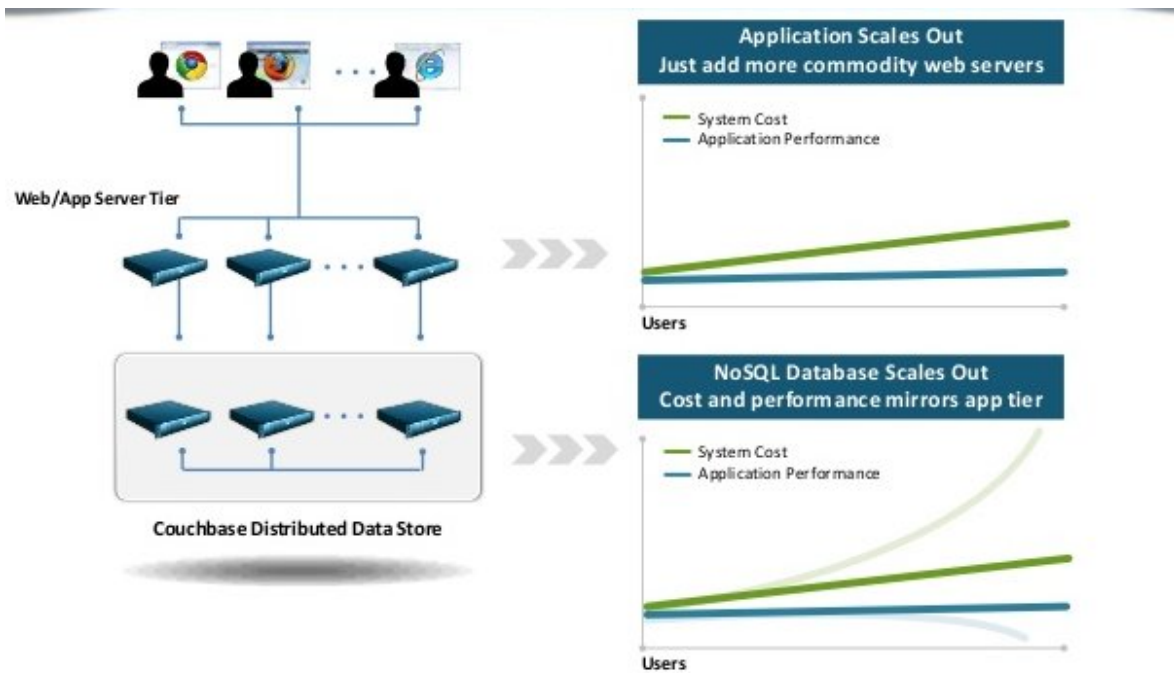 Application Scales Out
Just add more commodity web servers
System Cost
Application Performance
Web/App Server Tier
Users
NoSQL Database Scales Out
Cost and performance mirrors app tier
System Cost
Application Performance
Couchbase Distributed Data Store
Users